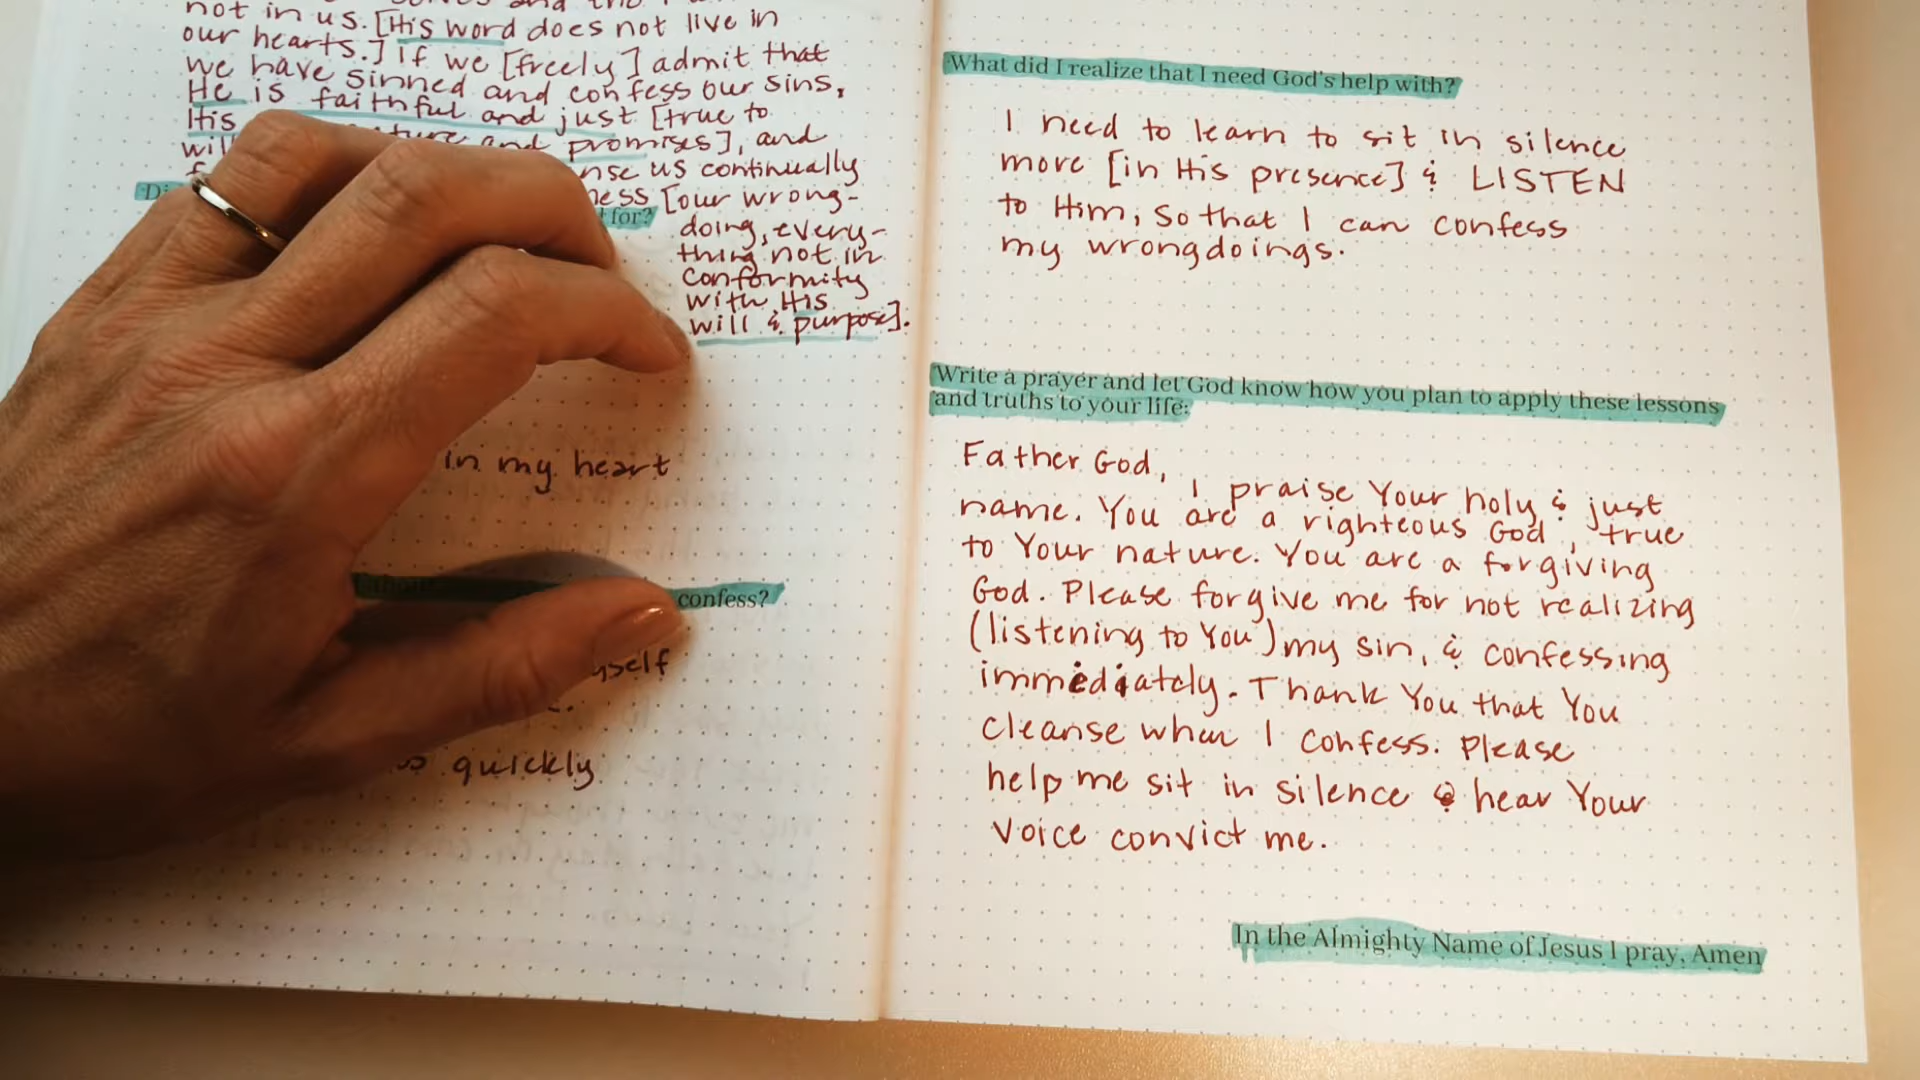 not in us. [His word does not live in
our hearts.] If we [freely] admit that
we have sinned and confess our sins,
He is faithful and just [true to
His and promises], and
us continually
[our wrong-
for?
doing, every-
thing not in
conformity
with His
will & purpose].
in my heart
confess?
quickly
What did I realize that I need God's help with?
I need to learn to sit in silence
more [in His presence] & LISTEN
to Him, so that I can confess
my wrongdoings.
Write a prayer and let God know how you plan to apply these lessons
and truths to your life:
Father God,
I praise Your holy & just
name. You are a righteous God, true
to Your nature. You are a forgiving
God. Please forgive me for not realizing
(listening to You) my sin, & confessing
immediately. Thank You that You
cleanse when I confess. Please
help me sit in silence & hear Your
voice convict me.
In the Almighty Name of Jesus I pray, Amen